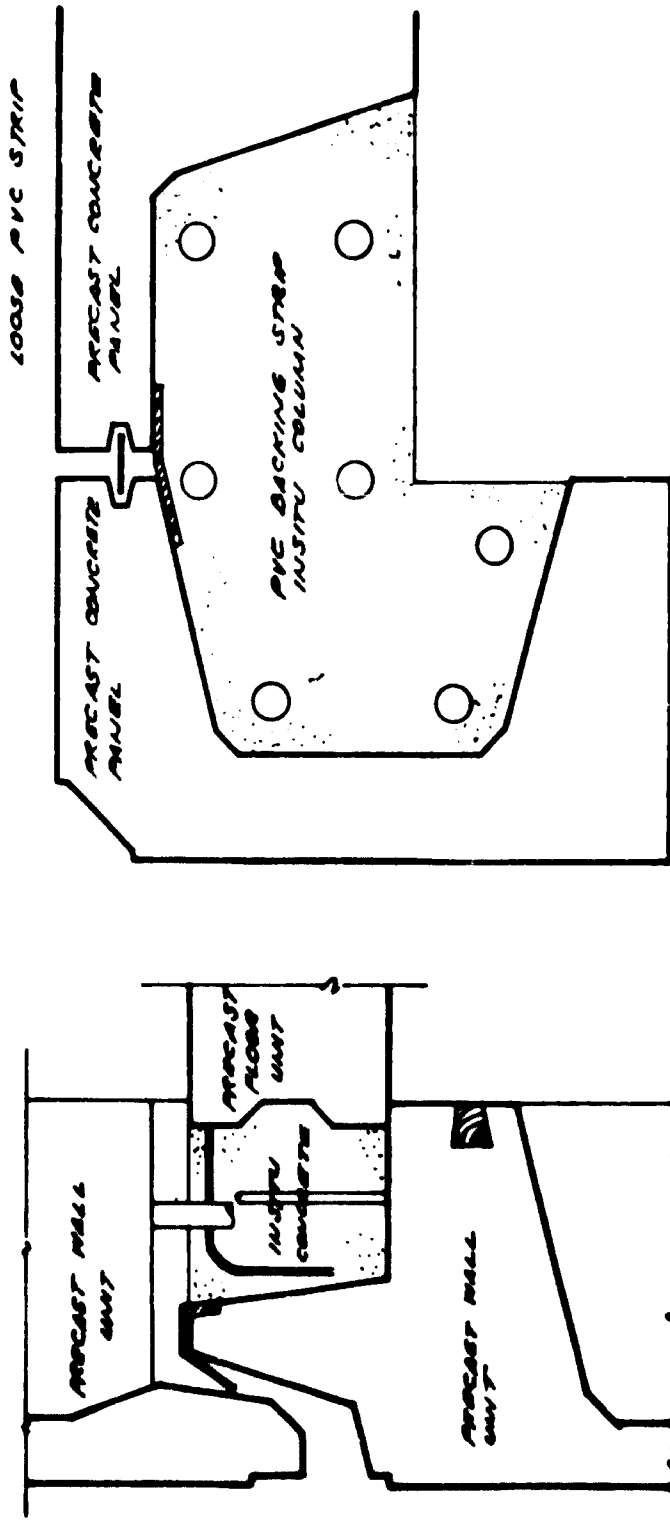 LOOSE PVC STRIP
PRECAST CONCRETE
PANEL
PRECAST CONCRETE
PANEL
PVC BACKING STRIP
INSITU COLUMN
PRECAST WALL
UNIT
PRECAST
FLOOR
UNIT
INSITU
CONCRETE
PRECAST WALL
UNIT